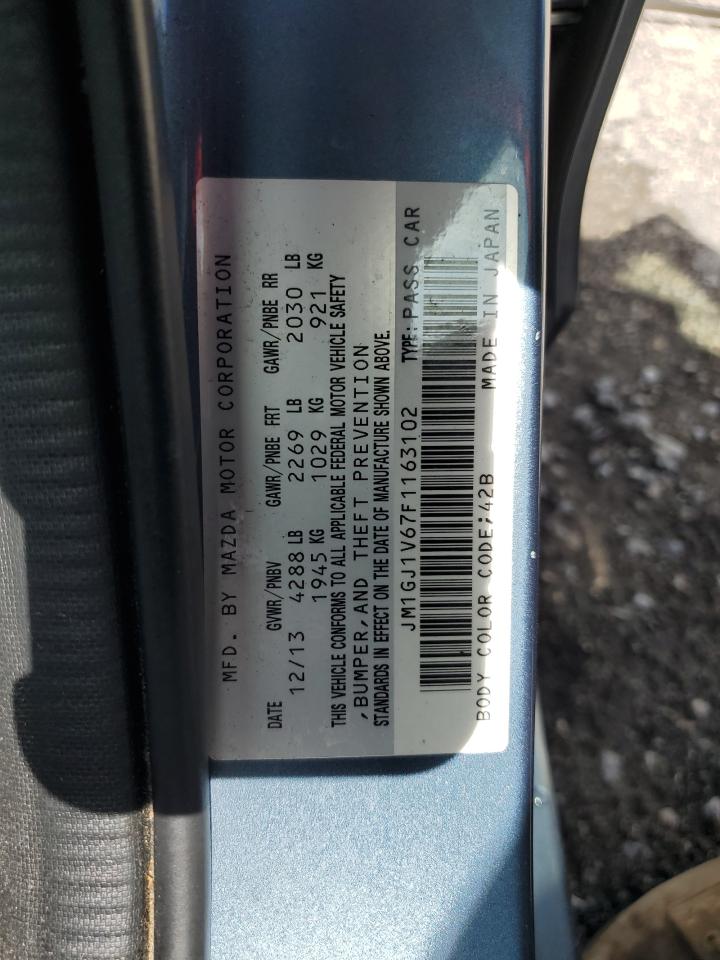 MFD. BY MAZDA MOTOR CORPORATION
DATE GVWR/PNBV GAWR/PNBE FRT GAWR/PNBE RR
12/13 4288 LB 2269 LB 2030 LB
1945 KG 1029 KG 921 KG
THIS VEHICLE CONFORMS TO ALL APPLICABLE FEDERAL MOTOR VEHICLE SAFETY
,BUMPER,AND THEFT PREVENTION
STANDARDS IN EFFECT ON THE DATE OF MANUFACTURE SHOWN ABOVE.
JM1GJ1V67F1163102 TYPE:PASS CAR
BODY COLOR CODE;42B MADE IN JAPAN